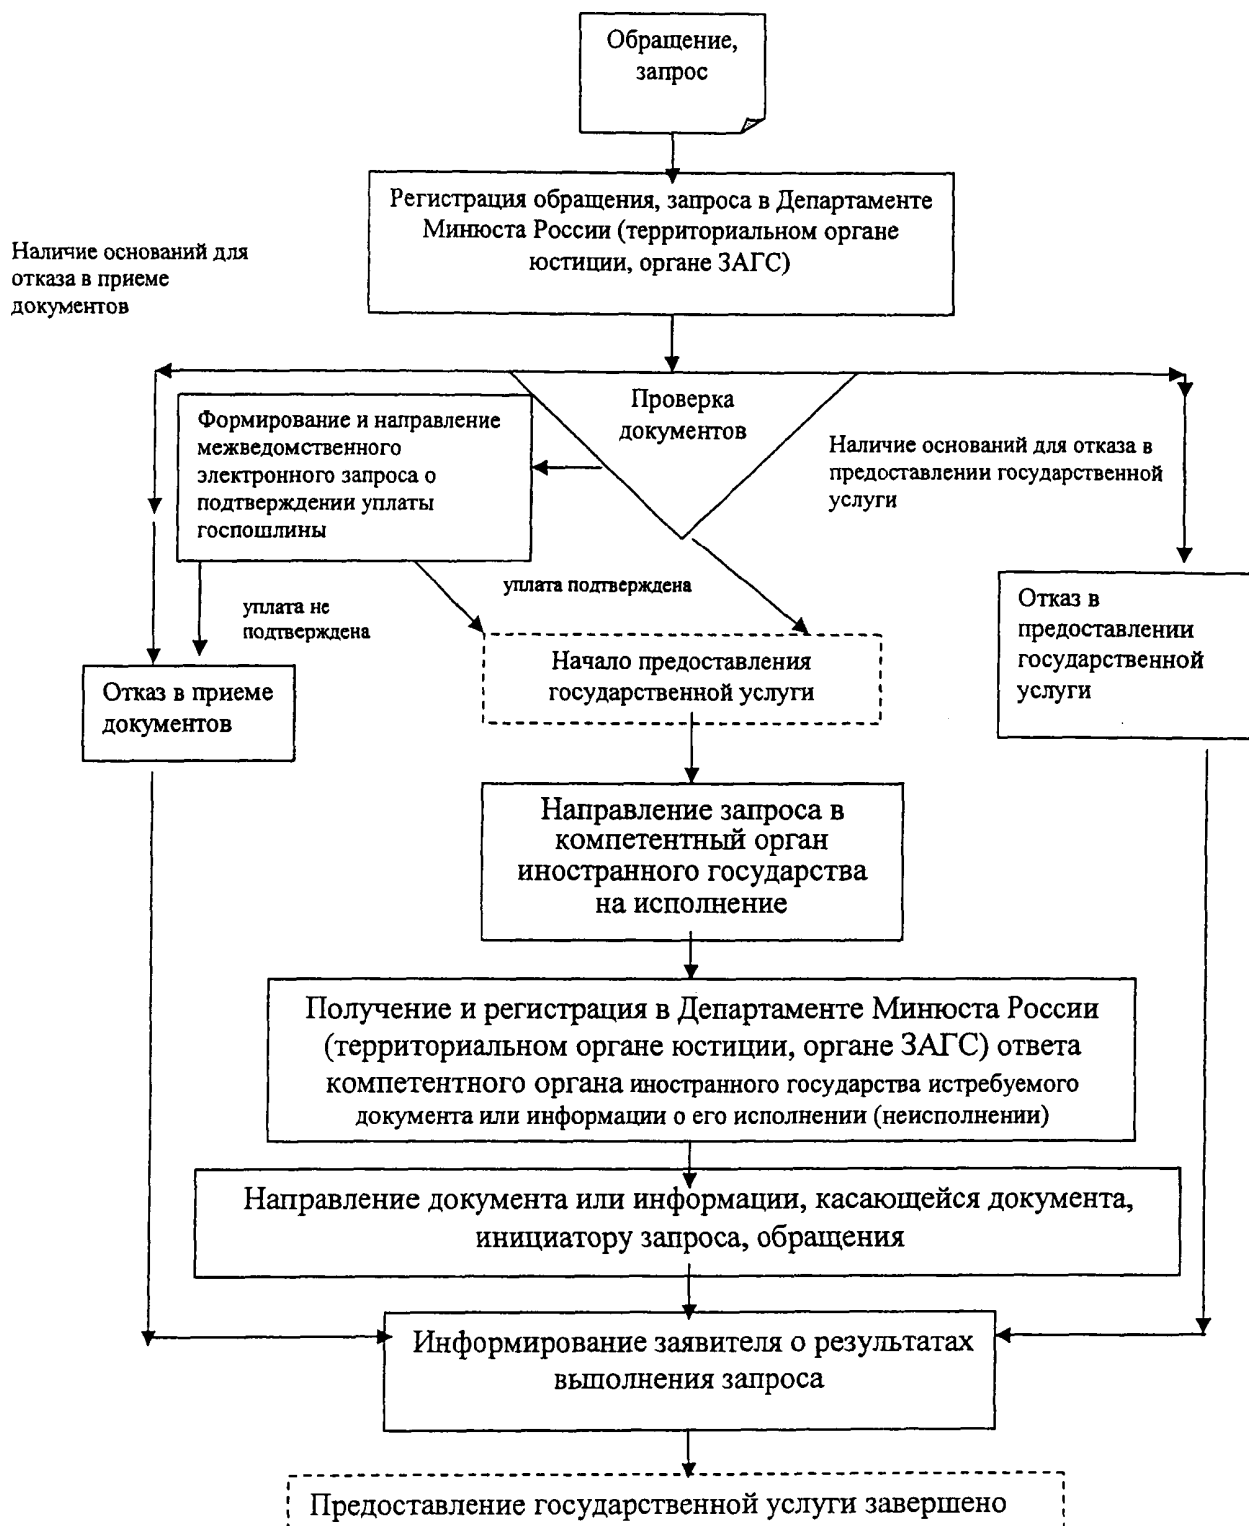 Обращение,
запрос
Регистрация обращения, запроса в Департаменте
Минюста России (территориальном органе
юстиции, органе ЗАГС)
Наличие оснований для
отказа в приеме
документов
Проверка
документов
Формирование и направление
межведомственного
электронного запроса о
подтверждении уплаты
госпошлины
Наличие оснований для отказа в
предоставлении государственной
услуги
уплата подтверждена
уплата не
подтверждена
Отказ в
предоставлении
государственной
услуги
Начало предоставления
государственной услуги
Отказ в приеме
документов
Направление запроса в
компетентный орган
иностранного государства
на исполнение
Получение и регистрация в Департаменте Минюста России
(территориальном органе юстиции, органе ЗАГС) ответа
компетентного органа иностранного государства истребуемого
документа или информации о его исполнении (неисполнении)
Направление документа или информации, касающейся документа,
инициатору запроса, обращения
Информирование заявителя о результатах
выполнения запроса
Предоставление государственной услуги завершено